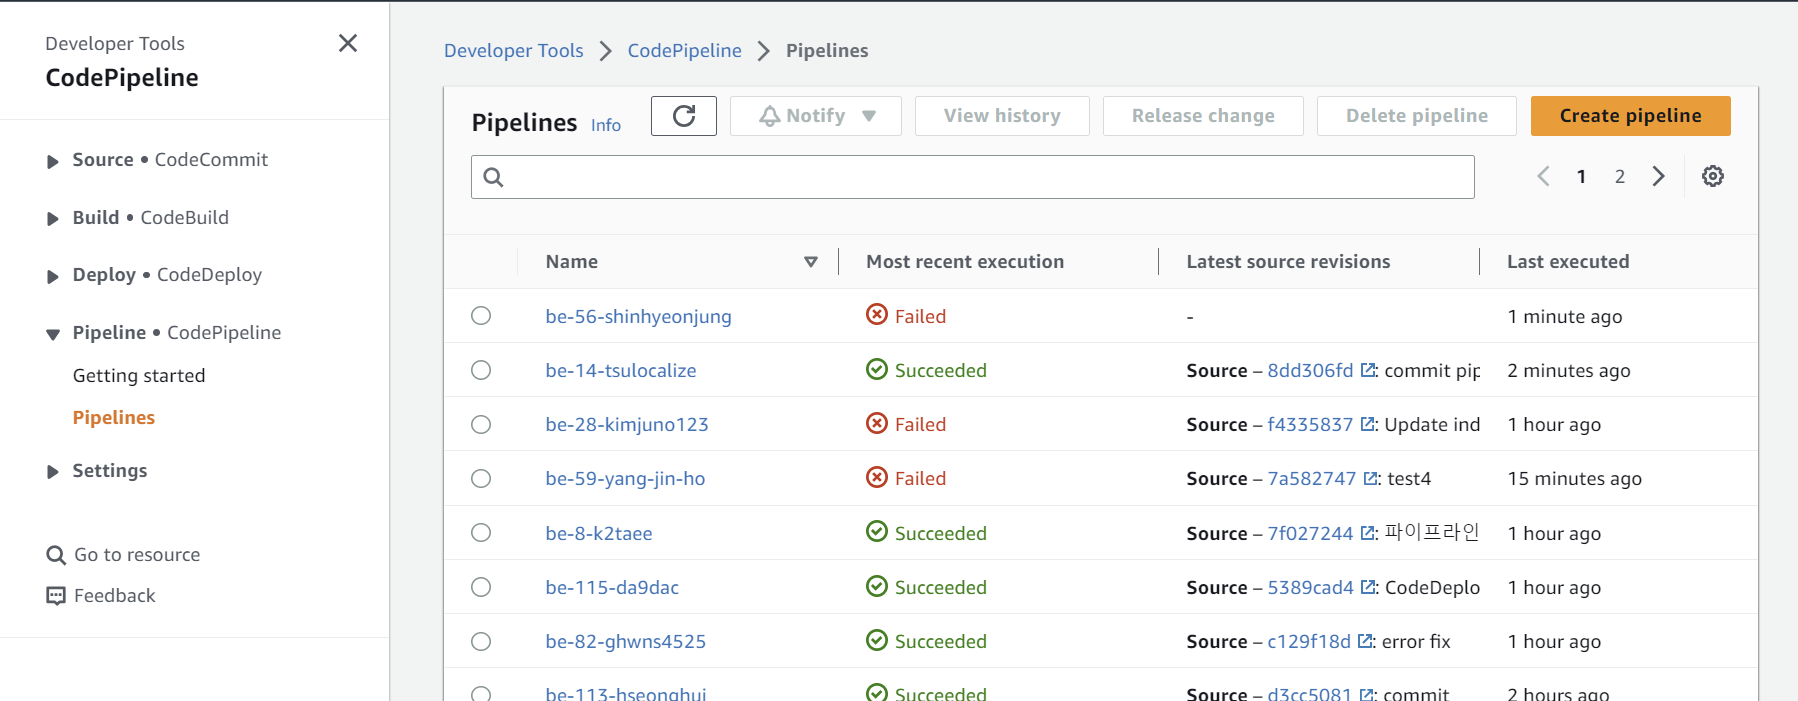 Developer Tools
CodePipeline
Source • CodeCommit
Build • CodeBuild
Deploy • CodeDeploy
Pipeline • CodePipeline
Getting started
Pipelines
Settings
Go to resource
Feedback
Developer Tools > CodePipeline > Pipelines
Pipelines Info Notify View history Release change Delete pipeline Create pipeline
1 2
Name Most recent execution Latest source revisions Last executed
be-56-shinhyeonjung Failed - 1 minute ago
be-14-tsulocalize Succeeded Source – 8dd306fd: commit pip 2 minutes ago
be-28-kimjuno123 Failed Source – f4335837: Update ind 1 hour ago
be-59-yang-jin-ho Failed Source – 7a582747: test4 15 minutes ago
be-8-k2taee Succeeded Source – 7f027244: 파이프라인 1 hour ago
be-115-da9dac Succeeded Source – 5389cad4: CodeDeplo 1 hour ago
be-82-ghwns4525 Succeeded Source – c129f18d: error fix 1 hour ago
be-113-hseonghui Succeeded Source – d3cc5081: commit 2 hours ago